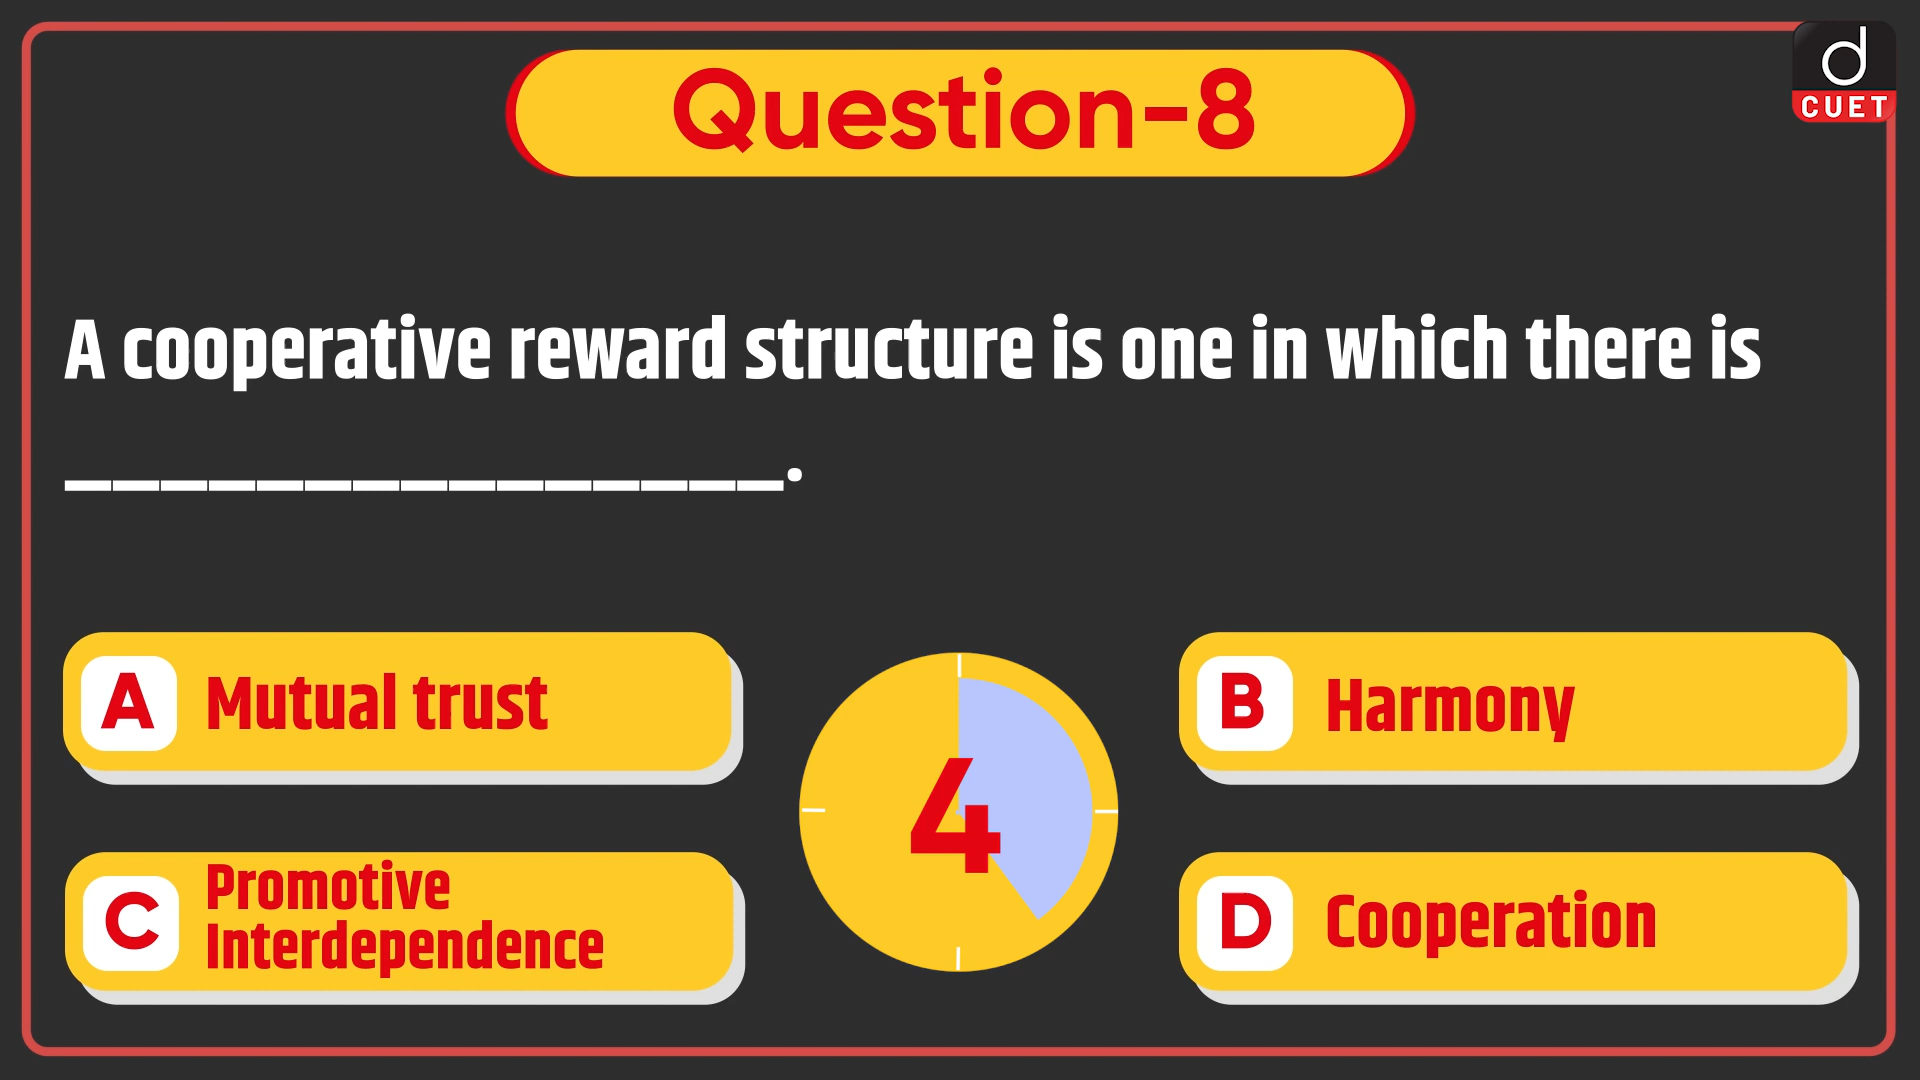 d
CUET
Question-8
A cooperative reward structure is one in which there is
_______________.
A Mutual trust
B Harmony
4
C Promotive
Interdependence
D Cooperation